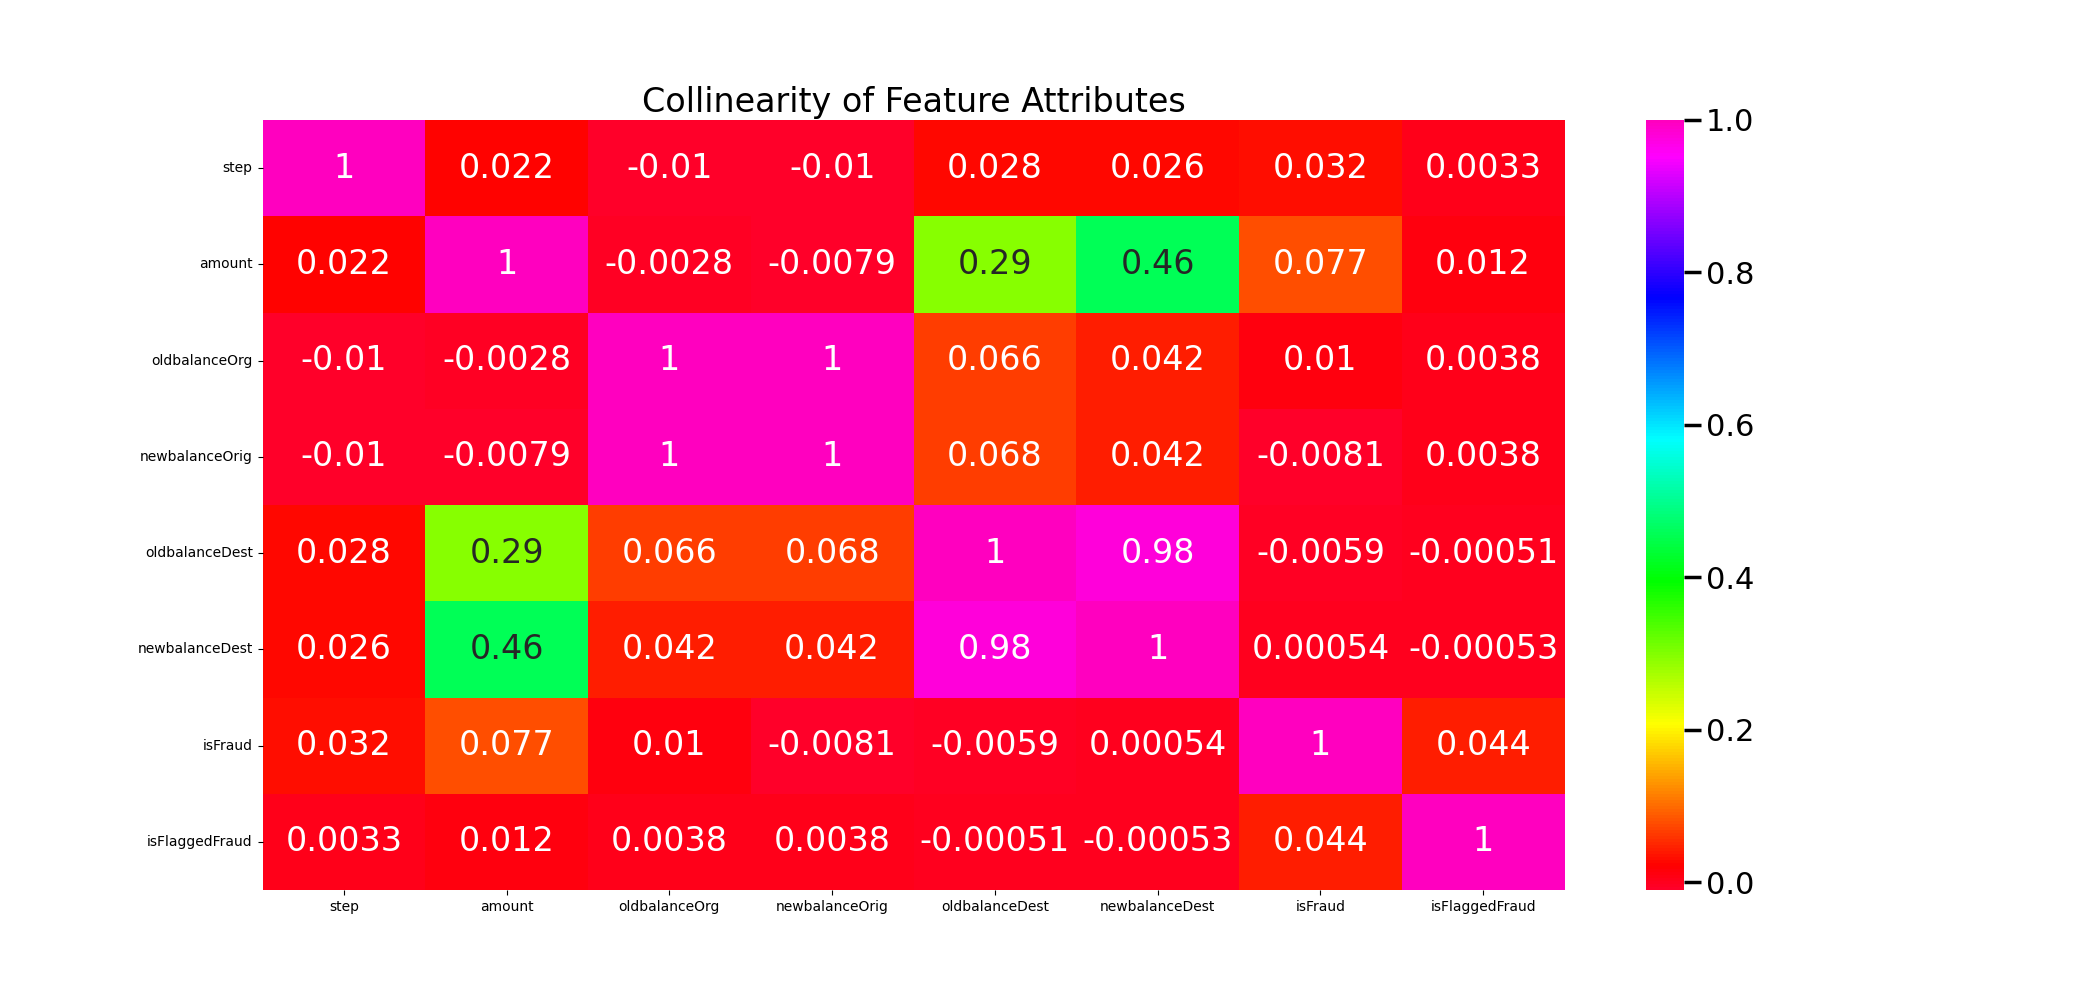 Collinearity of Feature Attributes
step 1 0.022 -0.01 -0.01 0.028 0.026 0.032 0.0033
amount 0.022 1 -0.0028 -0.0079 0.29 0.46 0.077 0.012
oldbalanceOrg -0.01 -0.0028 1 1 0.066 0.042 0.01 0.0038
newbalanceOrig -0.01 -0.0079 1 1 0.068 0.042 -0.0081 0.0038
oldbalanceDest 0.028 0.29 0.066 0.068 1 0.98 -0.0059 -0.00051
newbalanceDest 0.026 0.46 0.042 0.042 0.98 1 0.00054 -0.00053
isFraud 0.032 0.077 0.01 -0.0081 -0.0059 0.00054 1 0.044
isFlaggedFraud 0.0033 0.012 0.0038 0.0038 -0.00051 -0.00053 0.044 1
step amount oldbalanceOrg newbalanceOrig oldbalanceDest newbalanceDest isFraud isFlaggedFraud
1.0
0.8
0.6
0.4
0.2
0.0